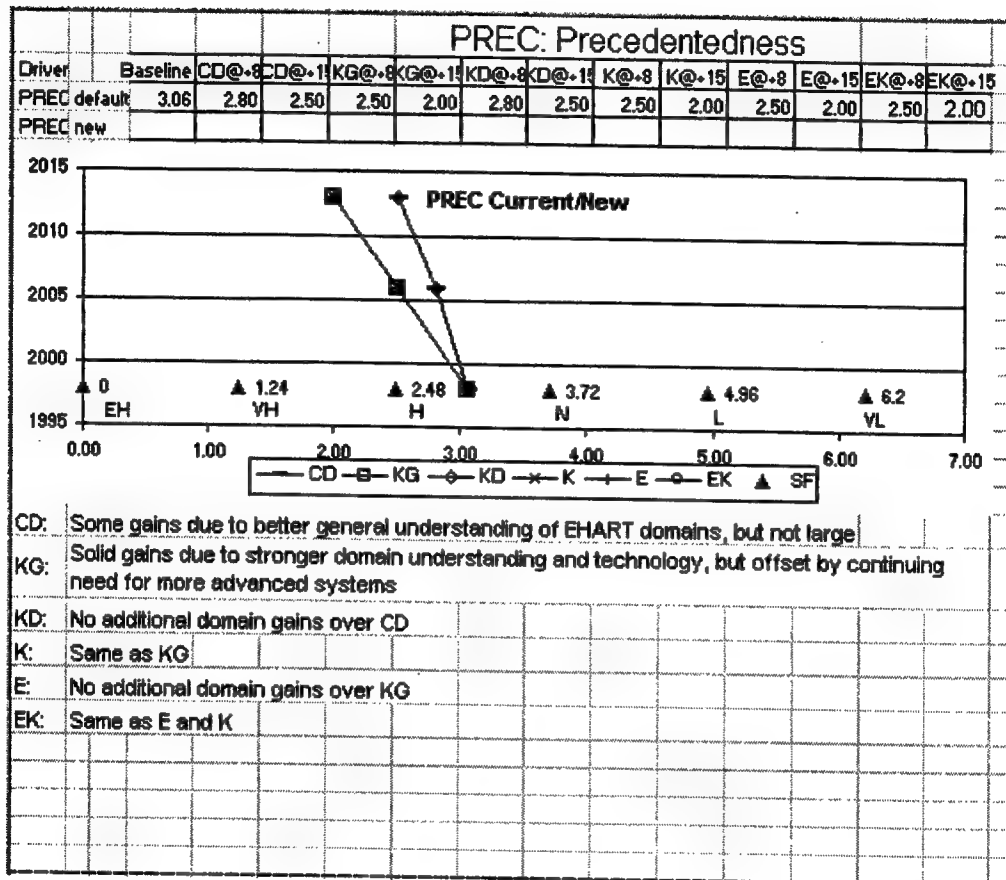 PREC: Precedentedness
Driver Baseline CD@+8 CD@+15 KG@+8 KG@+15 KD@+8 KD@+15 K@+8 K@+15 E@+8 E@+15 EK@+8 EK@+15
PREC default 3.06 2.80 2.50 2.50 2.00 2.80 2.50 2.50 2.00 2.50 2.00 2.50 2.00
PREC new
2015
PREC Current/New
2010
2005
2000
0 1.24 2.48 3.72 4.96 6.2
EH VH H N L VL
1995
0.00 1.00 2.00 3.00 4.00 5.00 6.00 7.00
CD KG KD K E EK SF
CD: Some gains due to better general understanding of EHART domains, but not large
KG: Solid gains due to stronger domain understanding and technology, but offset by continuing
need for more advanced systems
KD: No additional domain gains over CD
K: Same as KG
E: No additional domain gains over KG
EK: Same as E and K